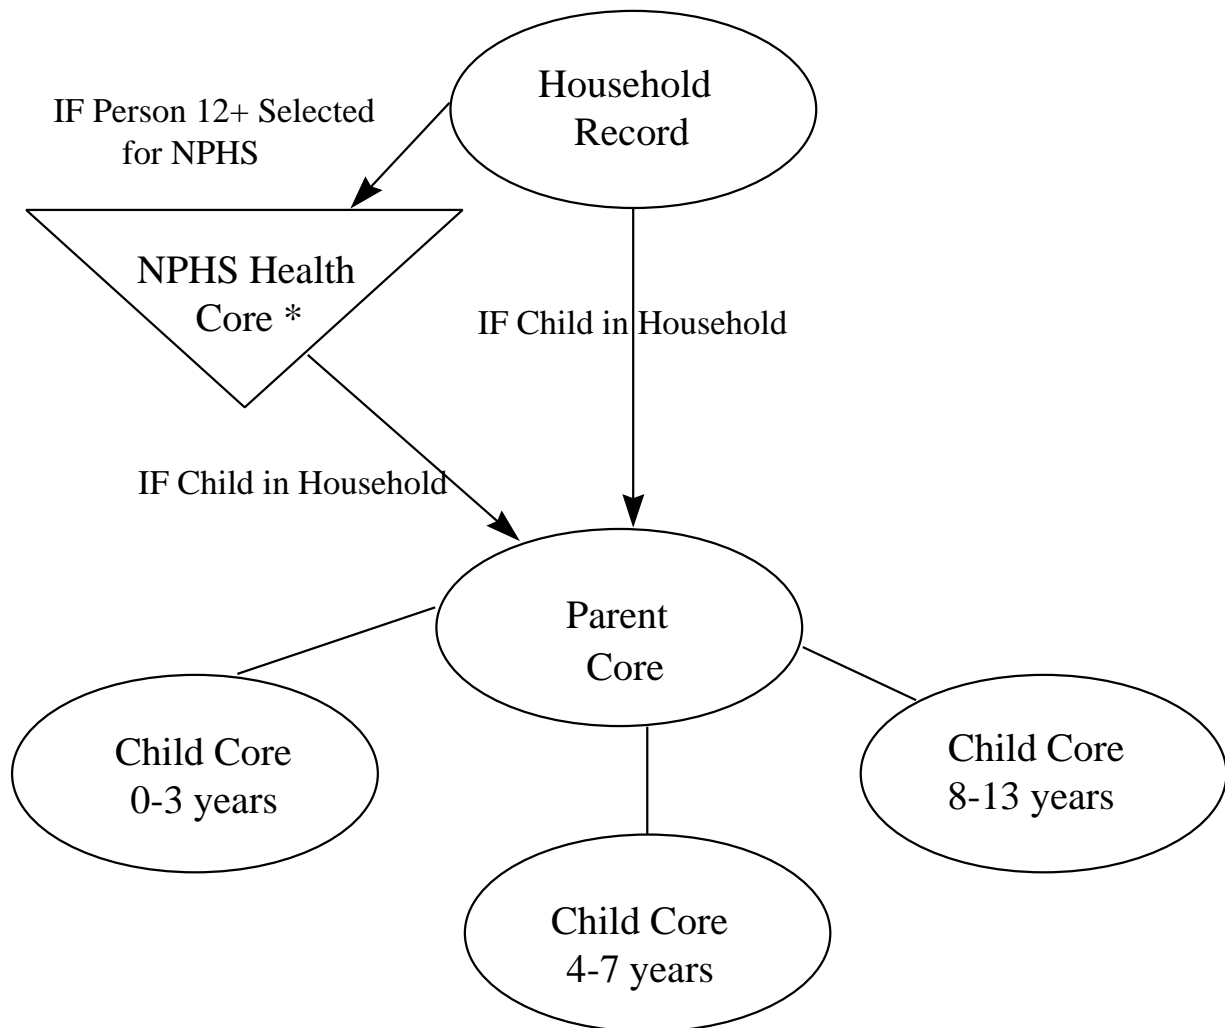 Household
Record
IF Person 12+ Selected
for NPHS
NPHS Health
Core *
IF Child in Household
IF Child in Household
Parent
Core
Child Core
0-3 years
Child Core
8-13 years
Child Core
4-7 years